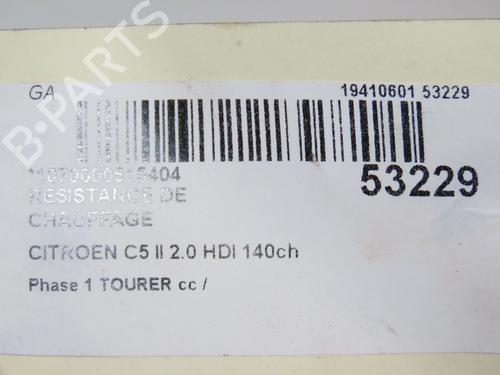 B-PARTS
GA
19410601 53229
53229
RESISTANCE DE
CHAUFFAGE
CITROEN C5 II 2.0 HDI 140ch
Phase 1 TOURER cc /